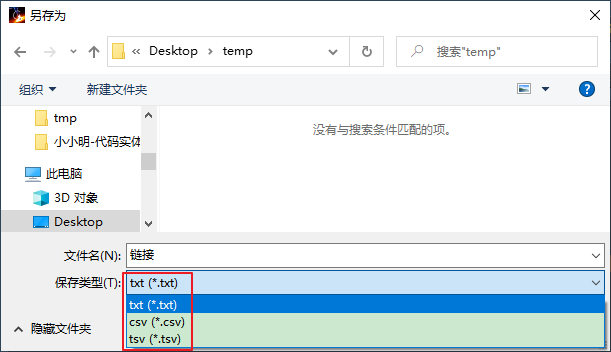 另存为
« Desktop › temp
搜索"temp"
组织
新建文件夹
tmp
小小明-代码实体
此电脑
3D 对象
Desktop
没有与搜索条件匹配的项。
文件名(N):
链接
保存类型(T):
txt (*.txt)
txt (*.txt)
csv (*.csv)
tsv (*.tsv)
隐藏文件夹